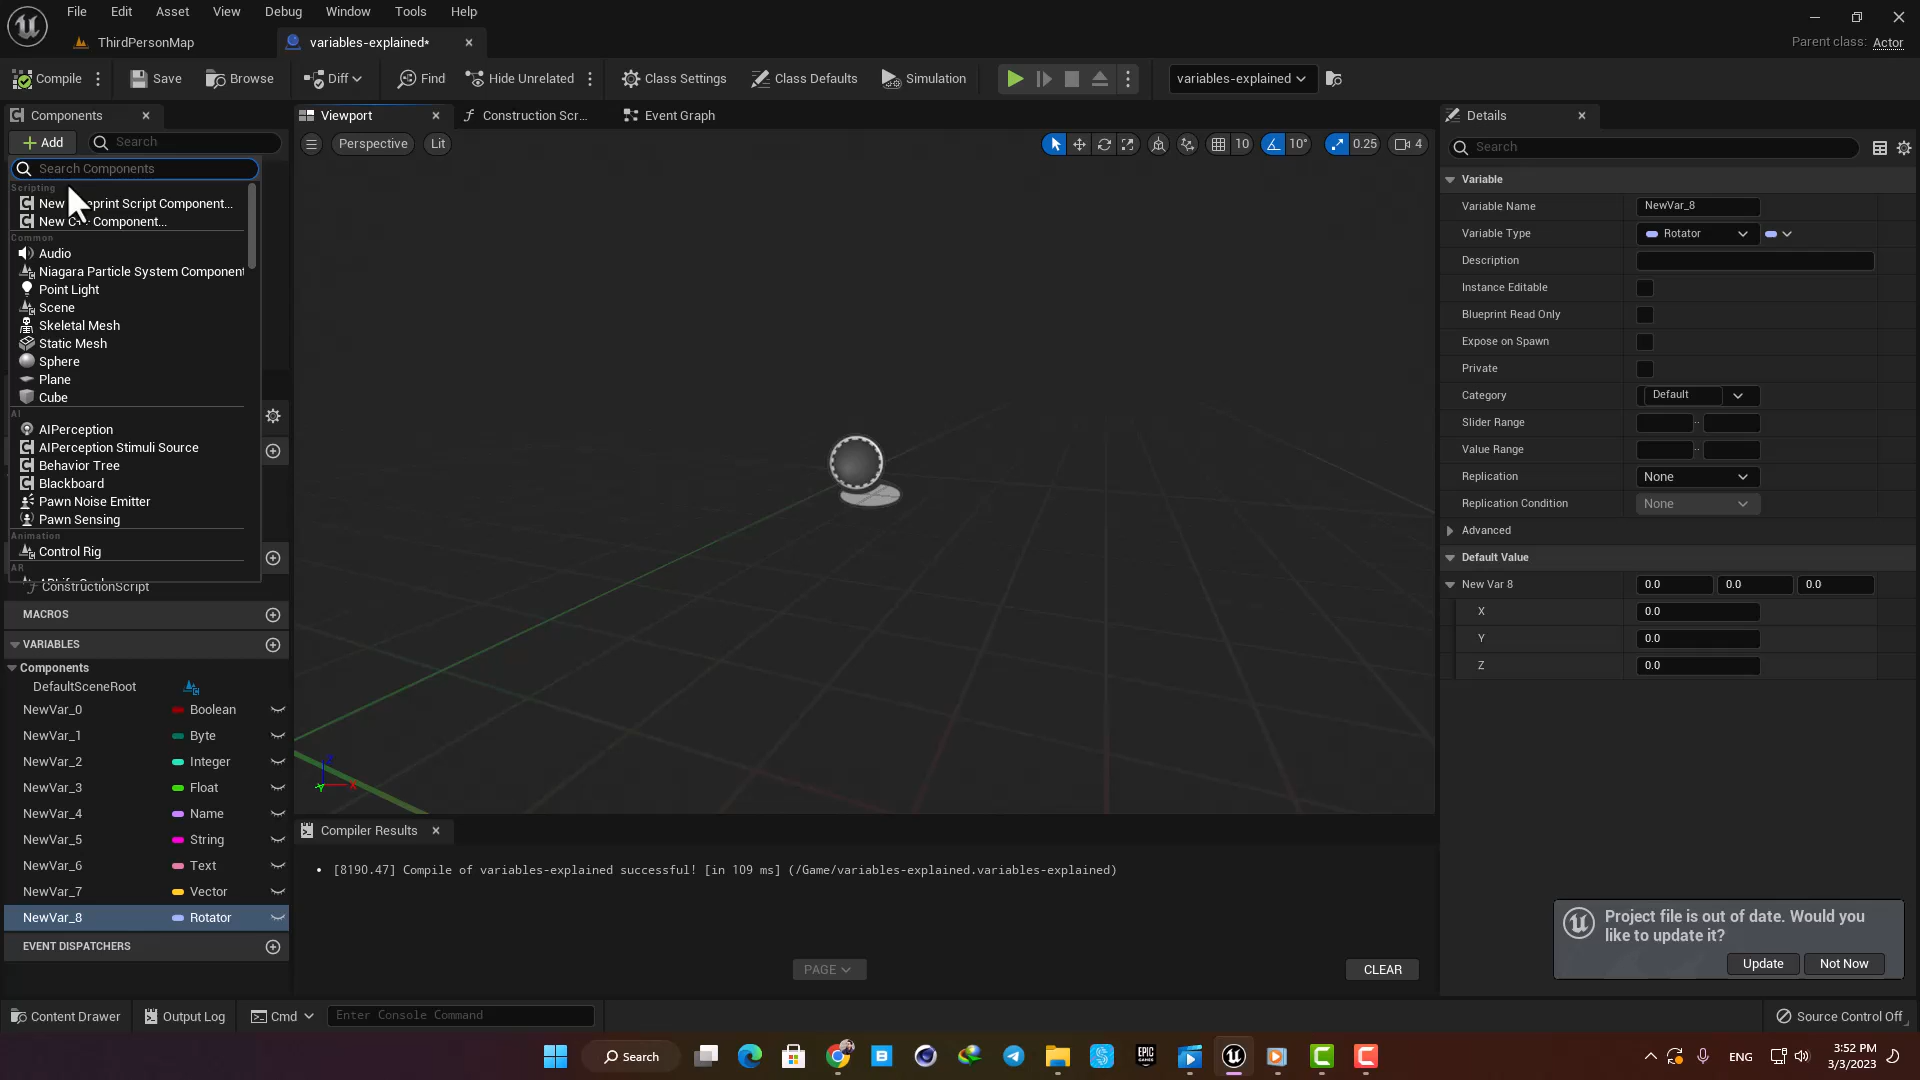 File Edit Asset View Debug Window Tools Help
ThirdPersonMap
variables-explained*
Parent class: Actor
Compile
Save
Browse
Diff
Find
Hide Unrelated
Class Settings
Class Defaults
Simulation
variables-explained
Components
Add
Search
Search Components
Scripting
New
eprint Script Component...
New C
Component...
Common
Audio
Niagara Particle System Component
Point Light
Scene
Skeletal Mesh
Static Mesh
Sphere
Plane
Cube
AI
AIPerception
AIPerception Stimuli Source
Behavior Tree
Blackboard
Pawn Noise Emitter
Pawn Sensing
Animation
Control Rig
AR
ConstructionScript
MACROS
VARIABLES
Components
DefaultSceneRoot
NewVar_0 Boolean
NewVar_1 Byte
NewVar_2 Integer
NewVar_3 Float
NewVar_4 Name
NewVar_5 String
NewVar_6 Text
NewVar_7 Vector
NewVar_8 Rotator
EVENT DISPATCHERS
Viewport
Construction Scr...
Event Graph
Perspective
Lit
10
10°
0.25
4
Z
X
Y
Compiler Results
• [8190.47] Compile of variables-explained successful! [in 109 ms] (/Game/variables-explained.variables-explained)
PAGE
CLEAR
Details
Search
Variable
Variable Name NewVar_8
Variable Type Rotator
Description
Instance Editable
Blueprint Read Only
Expose on Spawn
Private
Category Default
Slider Range ..
Value Range ..
Replication None
Replication Condition None
Advanced
Default Value
New Var 8 0.0 0.0 0.0
X 0.0
Y 0.0
Z 0.0
Project file is out of date. Would you
like to update it?
Update Not Now
Content Drawer
Output Log
Cmd
Enter Console Command
Source Control Off
Search
EPIC
GAMES
ENG
3:52 PM
3/3/2023